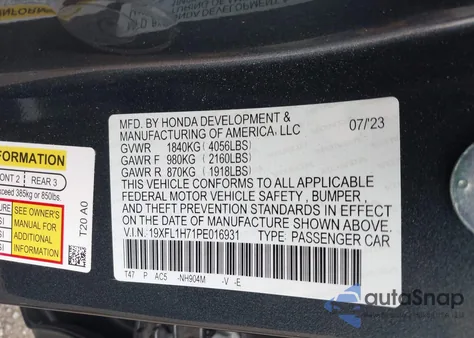 MFD. BY HONDA DEVELOPMENT &
MANUFACTURING OF AMERICA, LLC 07/23
GVWR 1840KG (4056LBS)
GAWR F 980KG (2160LBS)
GAWR R 870KG (1918LBS)
THIS VEHICLE CONFORMS TO ALL APPLICABLE
FEDERAL MOTOR VEHICLE SAFETY , BUMPER ,
AND THEFT PREVENTION STANDARDS IN EFFECT
ON THE DATE OF MANUFACTURE SHOWN ABOVE.
V.I.N. 19XFL1H71PE016931 TYPE PASSENGER CAR
T47 P AC5 -NH904M -V -E
FORMATION
ONT 2 REAR 3
xceed 385kg or 850lbs.
SEE OWNER'S
MANUAL FOR
ADDITIONAL
INFORMATION
T20 A0
autoSnap